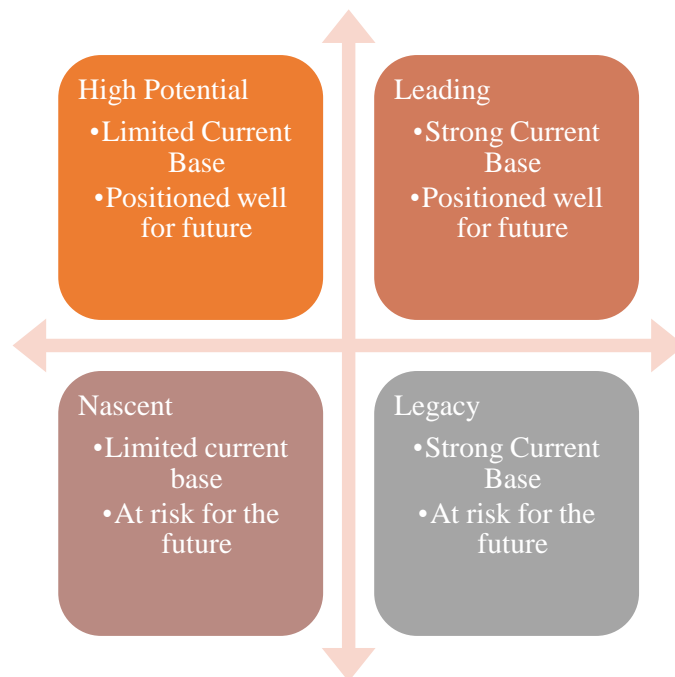 High Potential
•Limited Current
Base
•Positioned well
for future
Leading
•Strong Current
Base
•Positioned well
for future
Nascent
•Limited current
base
•At risk for the
future
Legacy
•Strong Current
Base
•At risk for the
future